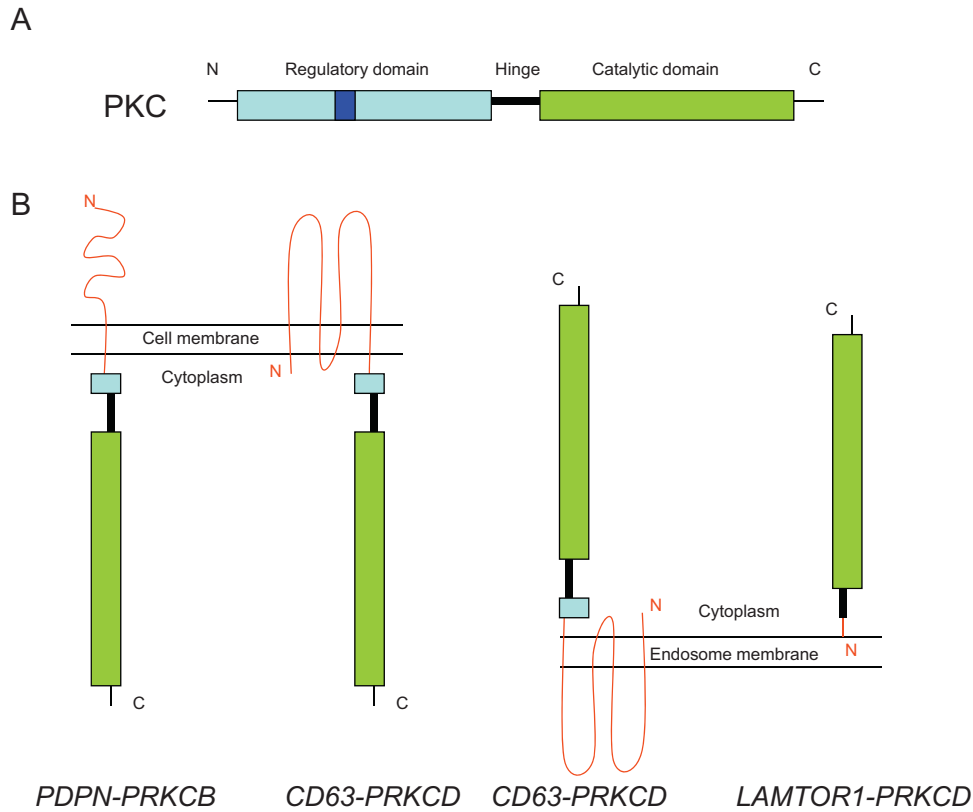 A
N Regulatory domain Hinge Catalytic domain C
PKC
B
N
C
C
Cell membrane
N
Cytoplasm
N
Cytoplasm
N
Endosome membrane
C
C
PDPN-PRKCB CD63-PRKCD CD63-PRKCD LAMTOR1-PRKCD